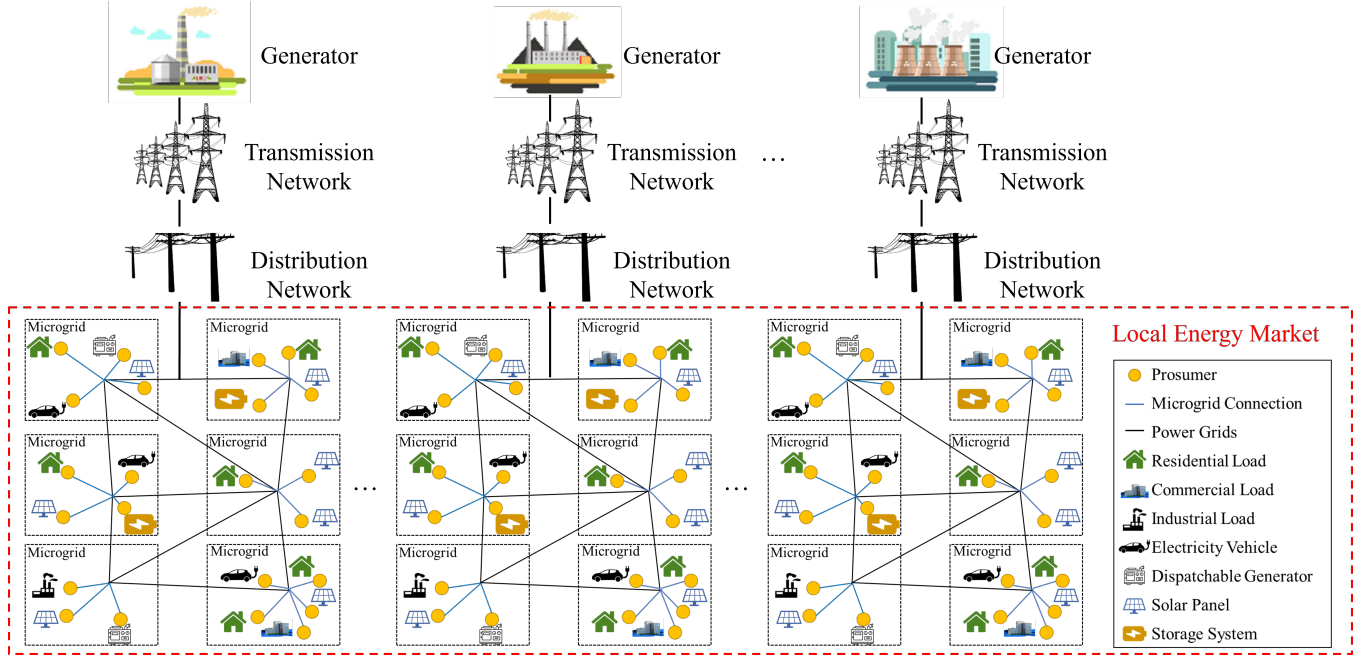 Generator
Generator
Generator
Transmission
Network
Transmission
Network
...
Transmission
Network
Distribution
Network
Distribution
Network
Distribution
Network
Microgrid
Microgrid
Microgrid
Microgrid
Microgrid
Microgrid
Local Energy Market
Prosumer
Microgrid Connection
Power Grids
Residential Load
Commercial Load
Industrial Load
Electricity Vehicle
Dispatchable Generator
Solar Panel
Storage System
Microgrid
Microgrid
...
Microgrid
Microgrid
...
Microgrid
Microgrid
Microgrid
Microgrid
Microgrid
Microgrid
Microgrid
Microgrid